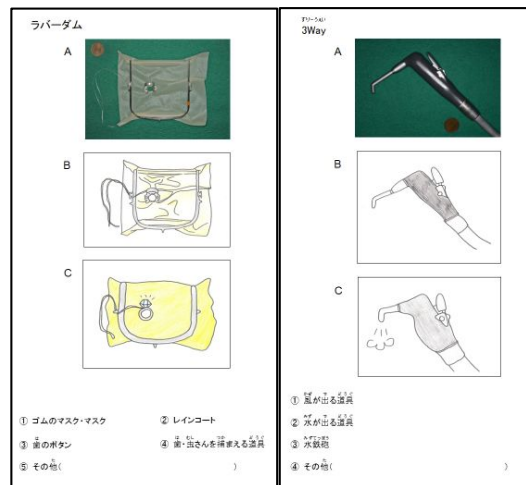 ラバーダム
A
B
C
① ゴムのマスク・マスク
② レインコート
③ 歯のボタン
④ 歯・虫さんを捕まえる道具
⑤ その他( )
3Way
A
B
C
① 風が出る道具
② 水が出る道具
③ 水鉄砲
④ その他( )